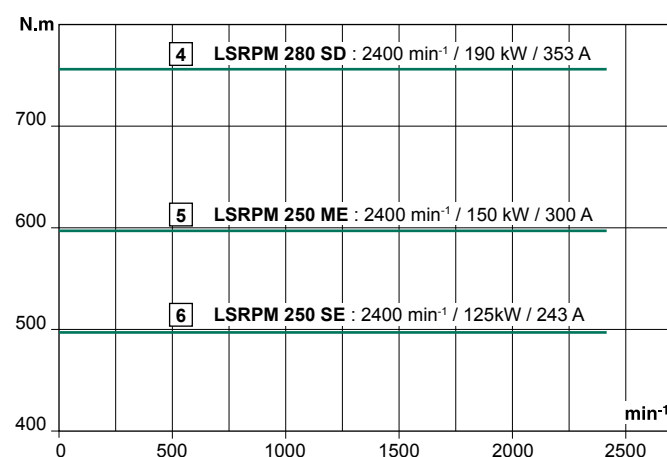 N.m
4 LSRPM 280 SD : 2400 min⁻¹ / 190 kW / 353 A
700
600
5 LSRPM 250 ME : 2400 min⁻¹ / 150 kW / 300 A
500
6 LSRPM 250 SE : 2400 min⁻¹ / 125kW / 243 A
400
min⁻¹
0 500 1000 1500 2000 2500